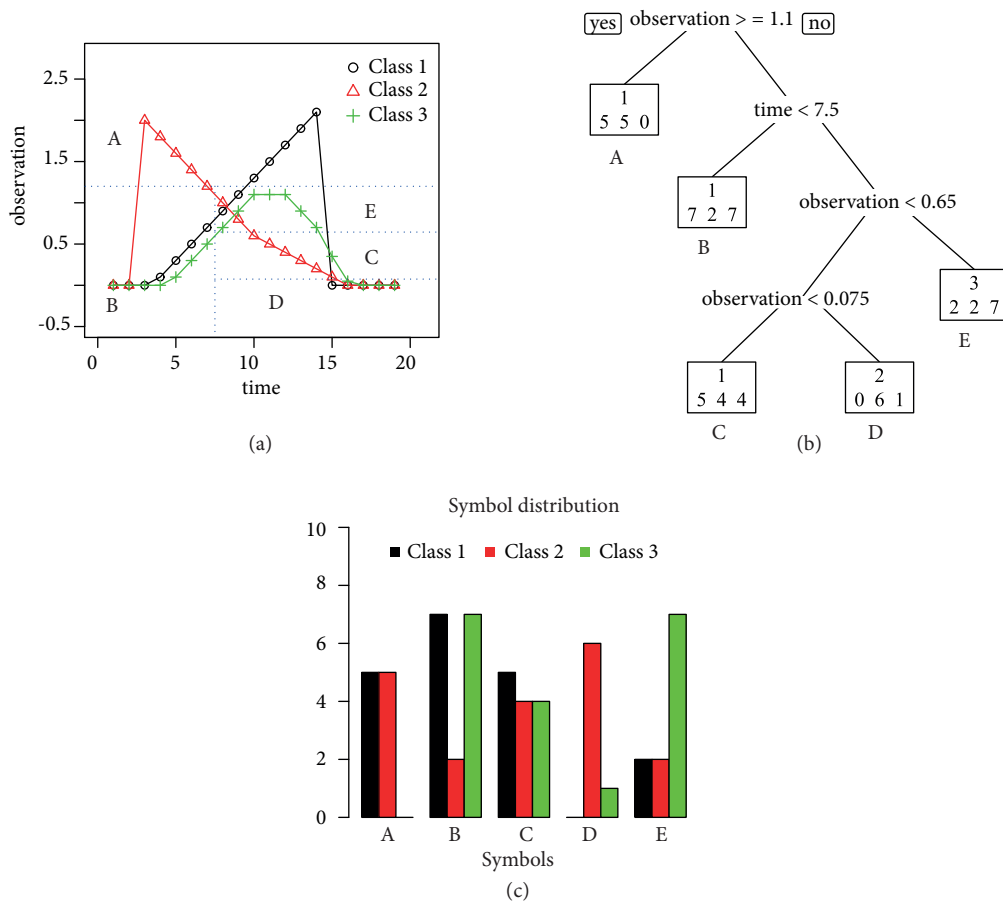 2.5
1.5
0.5
-0.5
observation
Class 1
Class 2
Class 3
A
E
C
B
D
0 5 10 15 20
time
(a)
yes observation > = 1.1 no
1
5 5 0
A
time < 7.5
1
7 2 7
B
observation < 0.65
observation < 0.075
3
2 2 7
E
1
5 4 4
C
2
0 6 1
D
(b)
Symbol distribution
Class 1 Class 2 Class 3
10
8
6
4
2
0
A B C D E
Symbols
(c)